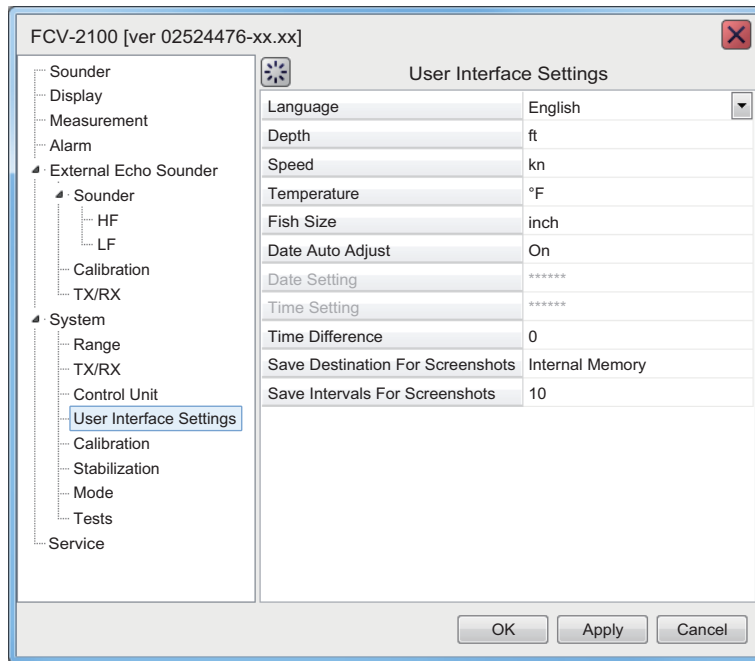 FCV-2100 [ver 02524476-xx.xx]
Sounder
Display
Measurement
Alarm
External Echo Sounder
Sounder
HF
LF
Calibration
TX/RX
System
Range
TX/RX
Control Unit
User Interface Settings
Calibration
Stabilization
Mode
Tests
Service
User Interface Settings
Language English
Depth ft
Speed kn
Temperature °F
Fish Size inch
Date Auto Adjust On
Date Setting ******
Time Setting ******
Time Difference 0
Save Destination For Screenshots Internal Memory
Save Intervals For Screenshots 10
OK Apply Cancel